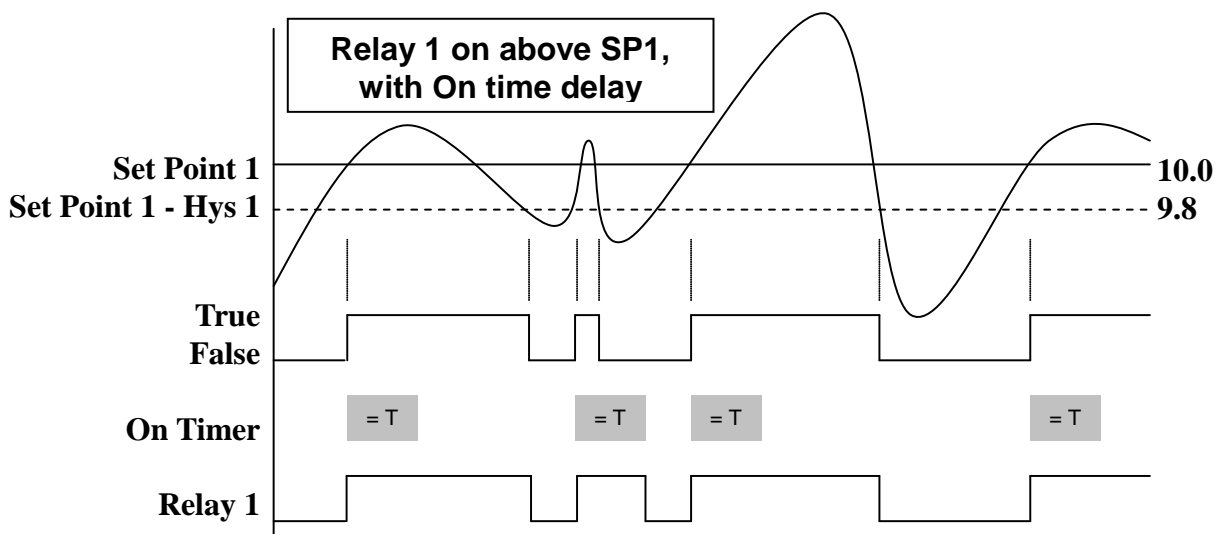 Relay 1 on above SP1,
with On time delay
Set Point 1
10.0
Set Point 1 - Hys 1
9.8
True
False
On Timer
= T
= T
= T
= T
Relay 1